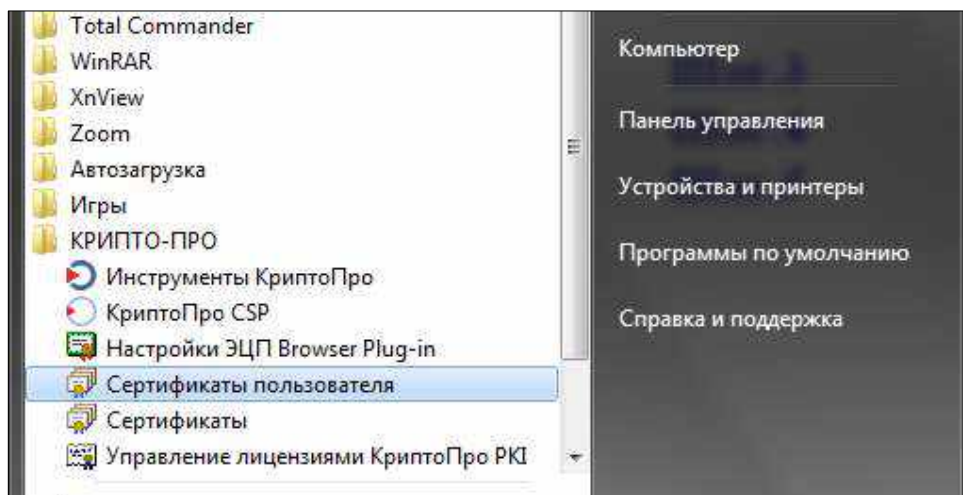 Total Commander
WinRAR
XnView
Zoom
Автозагрузка
Игры
КРИПТО-ПРО
Инструменты КриптоПро
КриптоПро CSP
Настройки ЭЦП Browser Plug-in
Сертификаты пользователя
Сертификаты
Управление лицензиями КриптоПро PKI
Компьютер
Панель управления
Устройства и принтеры
Программы по умолчанию
Справка и поддержка